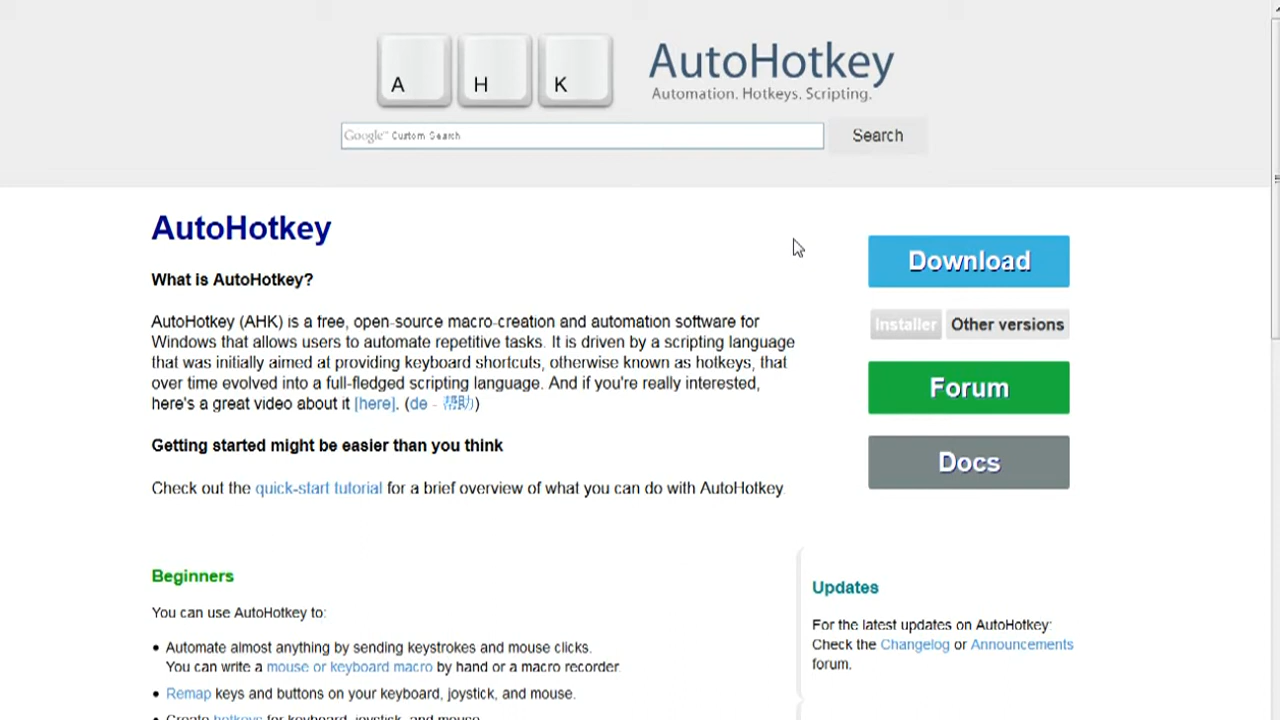 A H K
AutoHotkey
Automation. Hotkeys. Scripting.
Google™ Custom Search
Search
AutoHotkey
What is AutoHotkey?
AutoHotkey (AHK) is a free, open-source macro-creation and automation software for
Windows that allows users to automate repetitive tasks. It is driven by a scripting language
that was initially aimed at providing keyboard shortcuts, otherwise known as hotkeys, that
over time evolved into a full-fledged scripting language. And if you're really interested,
here's a great video about it [here]. (de - 帮助)
Getting started might be easier than you think
Check out the quick-start tutorial for a brief overview of what you can do with AutoHotkey.
Download
Installer Other versions
Forum
Docs
Beginners
You can use AutoHotkey to:
• Automate almost anything by sending keystrokes and mouse clicks.
You can write a mouse or keyboard macro by hand or a macro recorder.
• Remap keys and buttons on your keyboard, joystick, and mouse.
• Create hotkeys for keyboard, joystick, and mouse.
Updates
For the latest updates on AutoHotkey:
Check the Changelog or Announcements
forum.